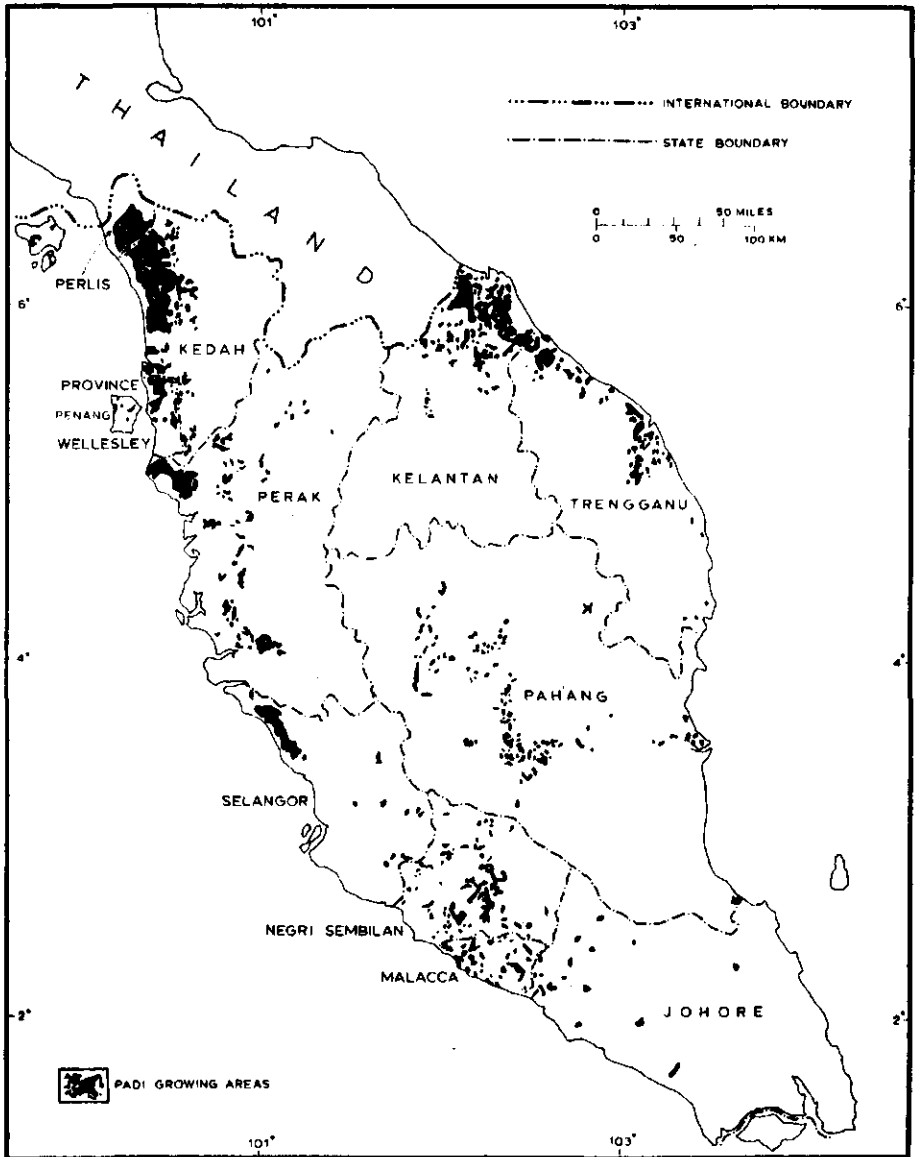 101°
103°
THAILAND
INTERNATIONAL BOUNDARY
STATE BOUNDARY
0 50 MILES
0 50 100 KM
PERLIS
6°
6°
KEDAH
PROVINCE
PENANG
WELLESLEY
PERAK
KELANTAN
TRENGGANU
4°
4°
PAHANG
SELANGOR
NEGRI SEMBILAN
MALACCA
2°
2°
JOHORE
PADI GROWING AREAS
101°
103°